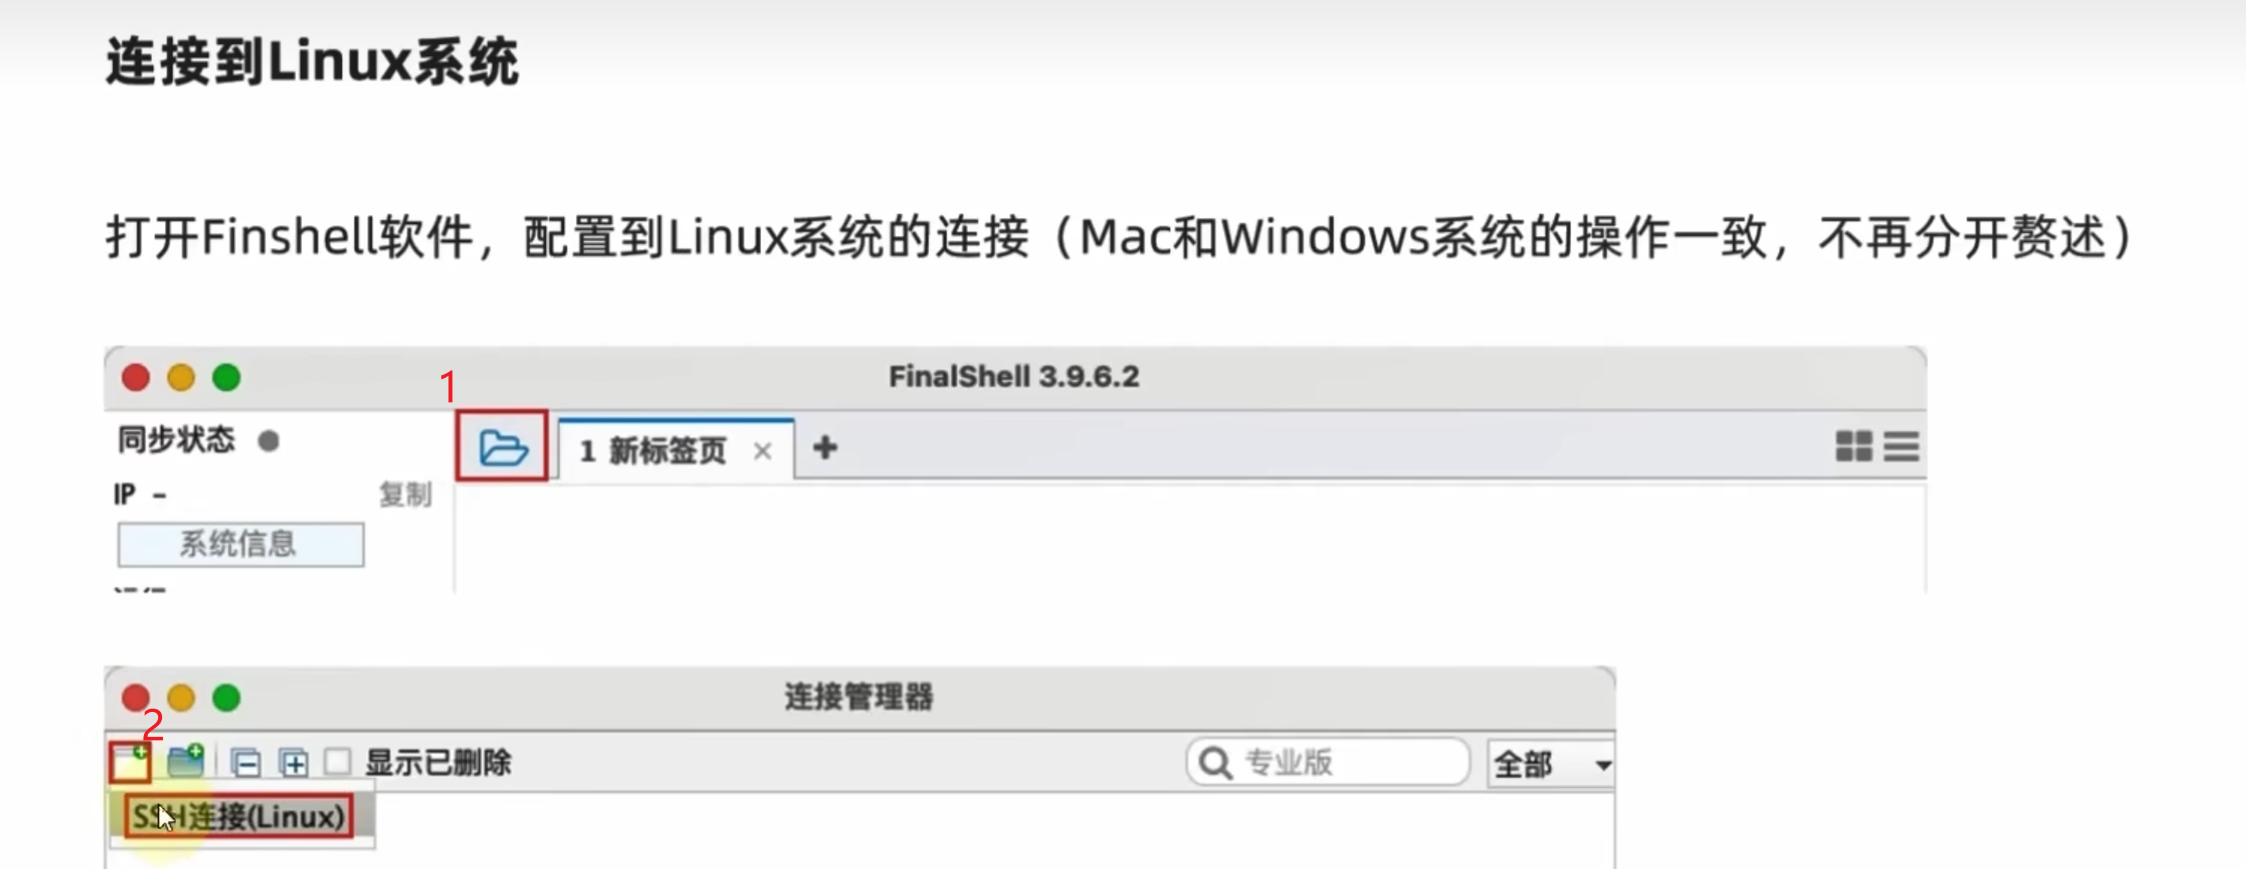 连接到Linux系统
打开Finshell软件，配置到Linux系统的连接（Mac和Windows系统的操作一致，不再分开赘述）
FinalShell 3.9.6.2
1
同步状态
1 新标签页
IP -
复制
系统信息
连接管理器
2
显示已删除
专业版
全部
SSH连接(Linux)